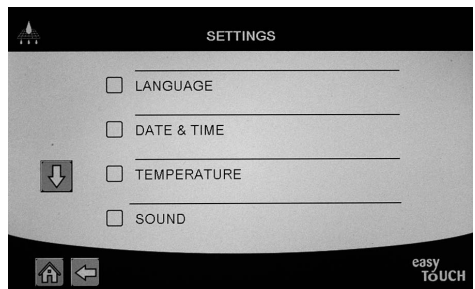 SETTINGS
LANGUAGE
DATE & TIME
TEMPERATURE
SOUND
easy
TOUCH